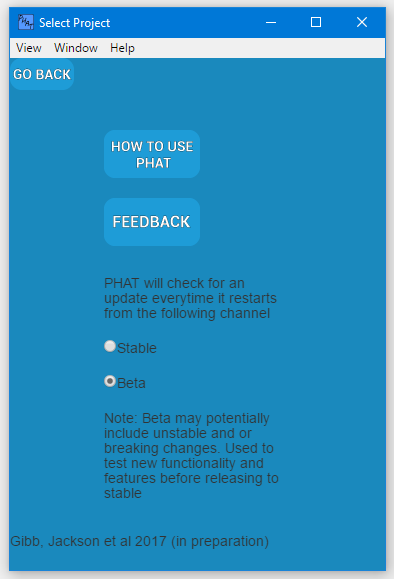 Select Project
View Window Help
GO BACK
HOW TO USE
PHAT
FEEDBACK
PHAT will check for an
update everytime it restarts
from the following channel
Stable
Beta
Note: Beta may potentially
include unstable and or
breaking changes. Used to
test new functionality and
features before releasing to
stable
Gibb, Jackson et al 2017 (in preparation)